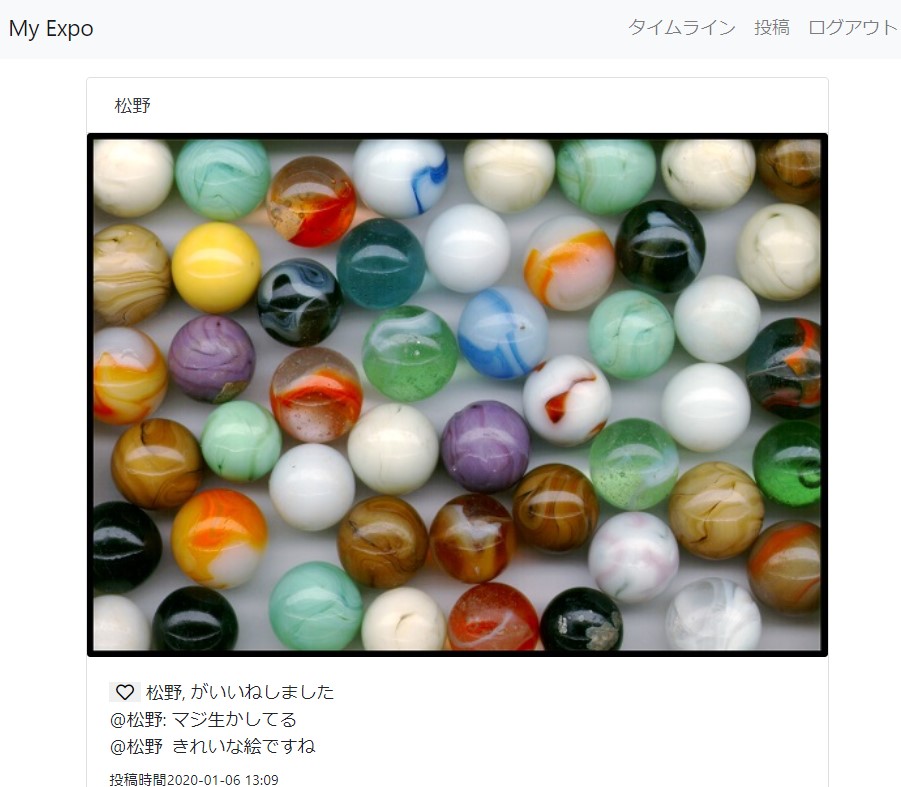 My Expo タイムライン 投稿 ログアウト
松野
松野, がいいねしました
@松野: マジ生かしてる
@松野 きれいな絵ですね
投稿時間2020-01-06 13:09